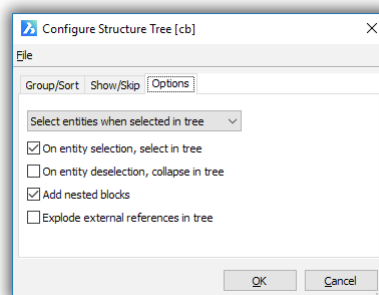 Configure Structure Tree [cb]
File
Group/Sort Show/Skip Options
Select entities when selected in tree
On entity selection, select in tree
On entity deselection, collapse in tree
Add nested blocks
Explode external references in tree
OK Cancel